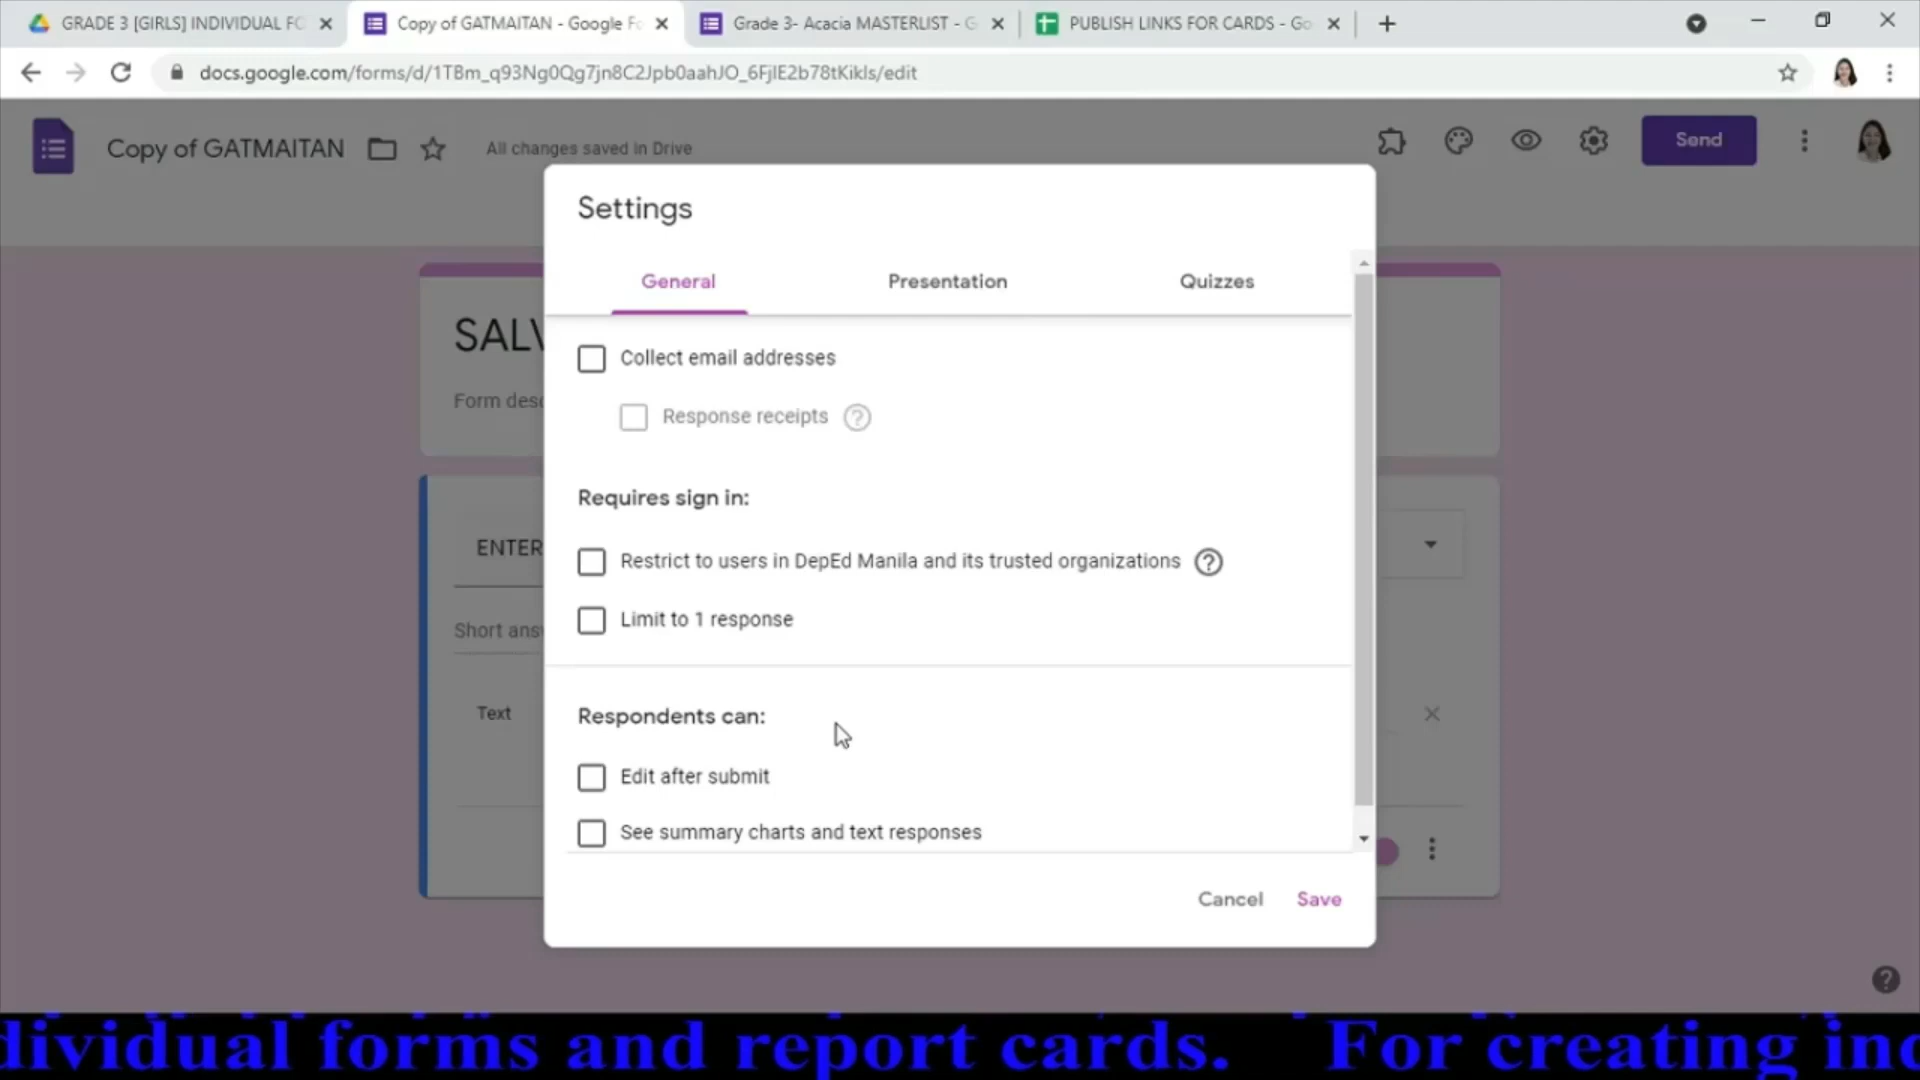 GRADE 3 [GIRLS] INDIVIDUAL FO
Copy of GATMAITAN - Google Fo
Grade 3- Acacia MASTERLIST - G
PUBLISH LINKS FOR CARDS - Go
docs.google.com/forms/d/1T8m_q93Ng0Qg7jn8C2Jpb0aahJO_6FjlE2b78tKikls/edit
Copy of GATMAITAN
All changes saved in Drive
Send
Settings
General
Presentation
Quizzes
SALV
Collect email addresses
Form desc
Response receipts
Requires sign in:
ENTER
Restrict to users in DepEd Manila and its trusted organizations
Limit to 1 response
Short answ
Text
Respondents can:
Edit after submit
See summary charts and text responses
Cancel
Save
dividual forms and report cards. For creating ind